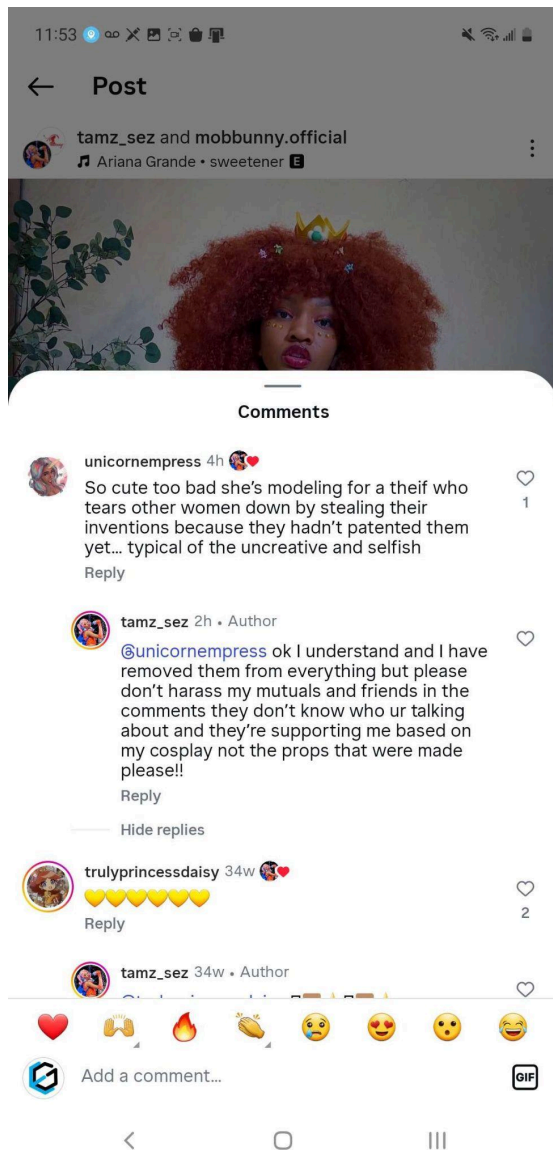 11:53
Post
tamz_sez and mobbunny.official
Ariana Grande • sweetener E
Comments
unicornempress 4h
So cute too bad she's modeling for a theif who
tears other women down by stealing their
inventions because they hadn't patented them
yet... typical of the uncreative and selfish
1
Reply
tamz_sez 2h • Author
@unicornempress ok I understand and I have
removed them from everything but please
don't harass my mutuals and friends in the
comments they don't know who ur talking
about and they're supporting me based on
my cosplay not the props that were made
please!!
Reply
Hide replies
trulyprincessdaisy 34w
💛💛💛💛💛💛
2
Reply
tamz_sez 34w • Author
Add a comment...
GIF